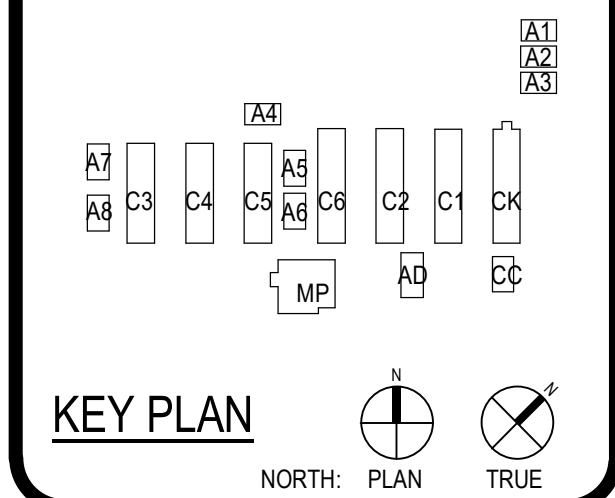 A1
A2
A3
A4
A7
A5
A8
C3
C4
C5
A6
C6
C2
C1
CK
MP
AD
CC
KEY PLAN
N
N
NORTH: PLAN TRUE